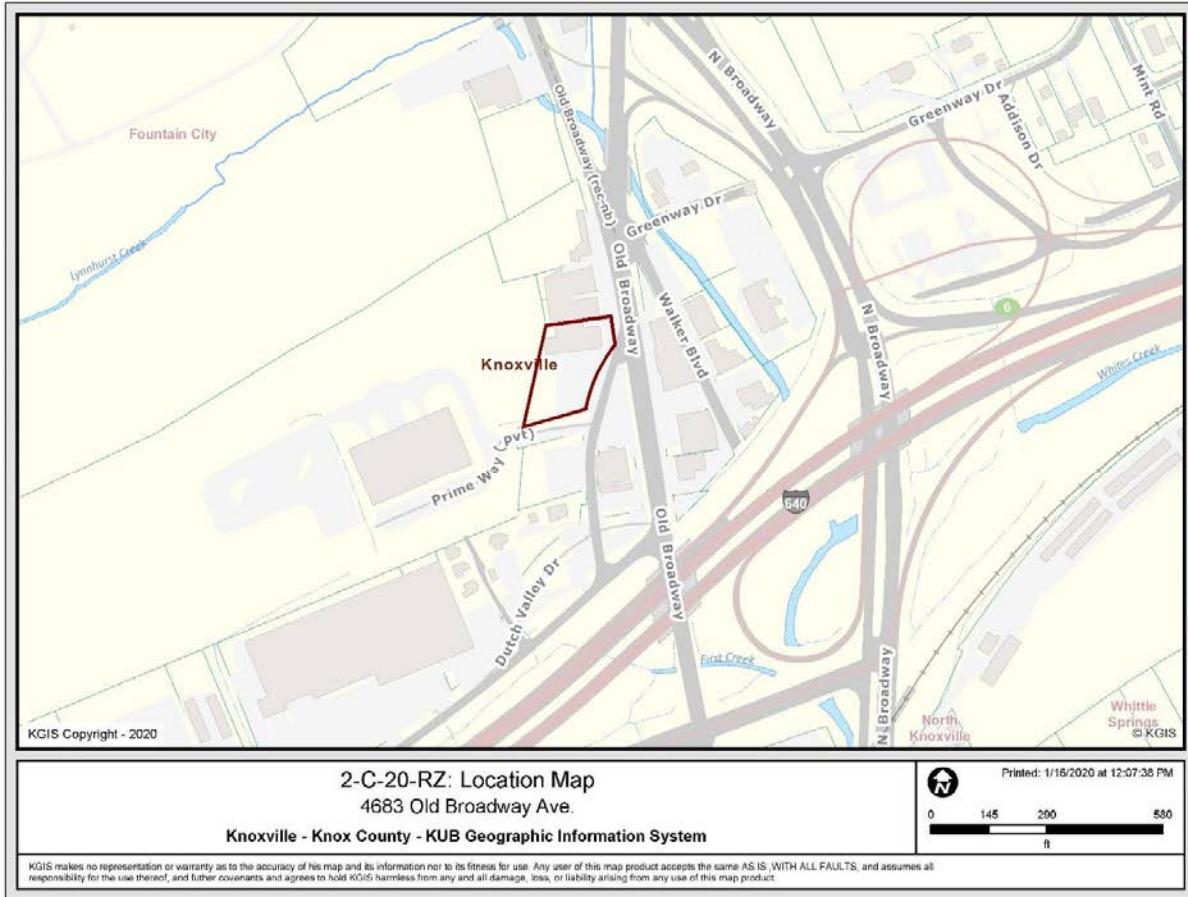 N Broadway
Old Broadway (rec-nb)
Greenway Dr
Addison Dr
Mint Rd
Fountain City
Lynnhurst Creek
Greenway Dr
Old Broadway
Walker Blvd
6
N Broadway
Whites Creek
Knoxville
Prime Way ( Pvt)
640
Old Broadway
Dutch Valley Dr
First Creek
N Broadway
North
Knoxville
Whittle
Springs
KGIS Copyright - 2020
© KGIS
2-C-20-RZ: Location Map
4683 Old Broadway Ave.
Knoxville - Knox County - KUB Geographic Information System
N
Printed: 1/16/2020 at 12:07:38 PM
0 145 290 580
ft
KGIS makes no representation or warranty as to the accuracy of his map and its information nor to its fitness for use. Any user of this map product accepts the same AS IS ,WITH ALL FAULTS, and assumes all
responsibility for the use thereof, and futher covenants and agrees to hold KGIS harmless from any and all damage, loss, or liability arising from any use of this map product.